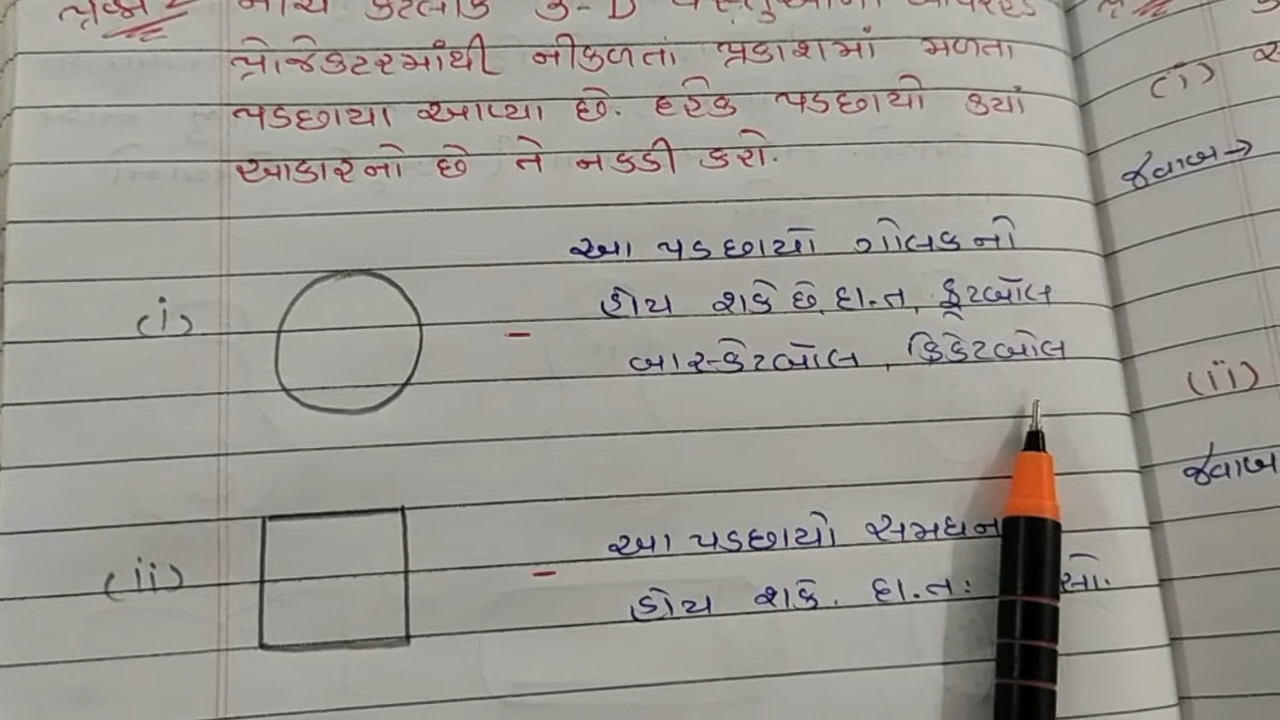 પ્રોજેક્ટરમાંથી નીકળતા પ્રકાશમાં મળતા
પડછાયા આપ્યા છે. દરેક પડછાયો કયાં
આકારનો છે તે નક્કી કરો.
(i)
આ પડછાયો ગોલકનો
હોય શકે છે. દા.ત, ફૂટબોલ
બાસ્કેટબોલ, ક્રિકેટબોલ
(ii)
આ પડછાયો સમઘન
હોય શકે. દા.ત:
(i)
જવાબ→
(ii)
જવાબ